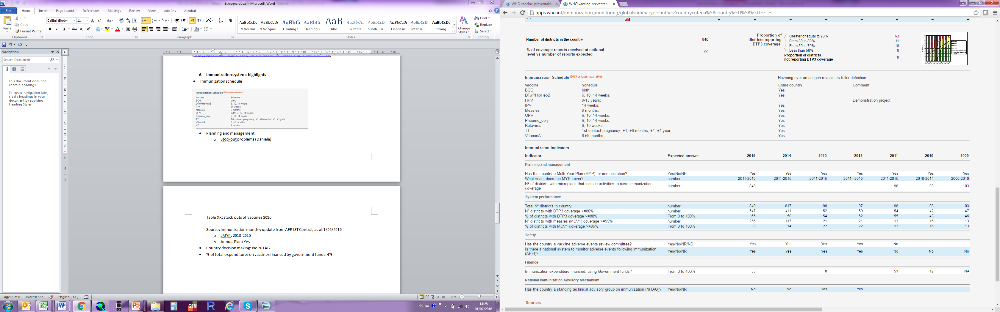 Ethiopia.docx - Microsoft Word
File Home Insert Page Layout References Mailings Review View Add-Ins Acrobat
Paste
Cut
Copy
Format Painter
Calibri (Body) 11
AaBbCcDc AaBbCcDc AaBbC AaBbCc AaB AaBbCc. AaBbCcDc AaBbCcDc AaBbCcDc AaBbCcDc
¶ Normal ¶ No Spaci... Heading 1 Heading 2 Title Subtitle Subtle Em... Emphasis Intense E... Strong
Change Styles
Find
Replace
Select
Clipboard Font Paragraph Styles Editing
Navigation
Search Document
This document does not
contain headings.
To create navigation tabs,
create headings in your
document by applying
Heading Styles.
6. Immunization systems highlights
• Immunization schedule
Immunization Schedule (2015 or latest available)
Vaccine Schedule
BCG birth;
DTwPHibHepB 6, 10, 14 weeks;
IPV 14 weeks;
Measles 9 months;
OPV birth; 6, 10, 14 weeks;
Pneumo_conj 6, 10, 14 weeks;
TT 1st contact pregnancy; +1, +6 months; +1, +1 year;
VitaminA 6, +6 months;
YF 9 months;
• Planning and management:
o Stockout problems (Daniela)
Table XX: stock outs of vaccines 2016
Source: Immunization monthly update from AFR IST Central, as at 1/06/2016
o cMYP: 2013-2015
o Annual Plan: Yes
• Country decision making: No NITAG
• % of total expenditures on vaccines financed by government funds: 4%
Page: 6 of 8 Words: 557 English (U.K.) 100%
FR 14:28
01/07/2016
WHO vaccine-preventable WHO vaccine-preventable
apps.who.int/immunization_monitoring/globalsummary/countries?countrycriteria%5Bcountry%5D%5B%5D=ETH
Number of districts in the country 840
% of coverage reports received at national
level vs number of reports expected 99
Proportion of
districts reporting
DTP3 coverage:
/ Greater or equal to 90% 63
| From 80 to 89% 11
| From 50 to 79% 18
\ Less than 50% 8
Proportion of districts
not reporting DTP3 coverage 0
Immunization Schedule (2015 or latest available) Hovering over an antigen reveals its fuller definition
Vaccine Schedule Entire country Comment
BCG birth; Yes
DTwPHibHepB 6, 10, 14 weeks; Yes
HPV 9-13 years; Demonstration project
IPV 14 weeks; Yes
Measles 9 months; Yes
OPV 6, 10, 14 weeks; Yes
Pneumo_conj 6, 10, 14 weeks; Yes
Rotavirus 6, 10 weeks; Yes
TT 1st contact pregnancy; +1, +6 months; +1, +1 year; Yes
VitaminA 6-59 months; Yes
Immunizaton indicators
Indicator Expected answer 2015 2014 2013 2012 2011 2010 2009
Planning and management
Has the country a Multi-Year Plan (MYP) for immunization? Yes/No/NR Yes Yes Yes Yes Yes Yes Yes
What years does the MYP cover? number 2011-2015 2011-2015 2011-2015 2011 - 2015 2011-2015 2010-2014 2006-2010
Nº of districts with microplans that include activities to raise immunization
coverage number 840 98 98 103
System performance
Total Nº districts in country number 840 817 96 97 98 98 103
Nº districts with DTP3 coverage >=80% number 547 411 52 50 54 42 47
% of districts with DTP3 coverage >=80% From 0 to 100% 65 50 54 52 55 43 46
Nº districts with measles (MCV1) coverage >=95% number 256 117 21 21 13 16 13
% of districts with MCV1 coverage >=95% From 0 to 100% 30 14 22 22 13 16 13
Safety
Has the country a vaccine adverse events review committee? Yes/No/NR/ND Yes Yes Yes Yes No
Is there a national system to monitor adverse events following immunization
(AEFI)? Yes/No/NR Yes Yes Yes Yes No No No
Finance
Immunization expenditure financed, using Government funds? From 0 to 100% 33 8 51 12 NA
National Immunization Advisory Mechanism
Has the country a standing technical advisory group on immunization (NITAG)? Yes/No/NR No No Yes Yes
Sources